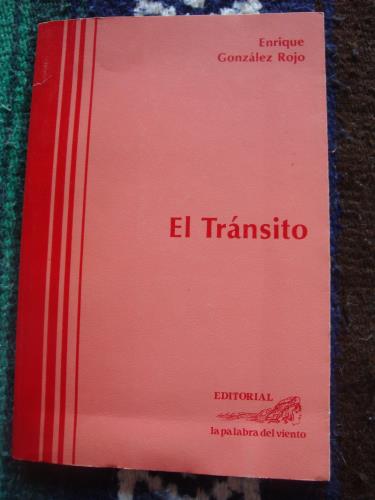 Enrique
González Rojo
El Tránsito
EDITORIAL
la palabra del viento